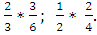 2/3 * 3/6; 1/2 * 2/4.